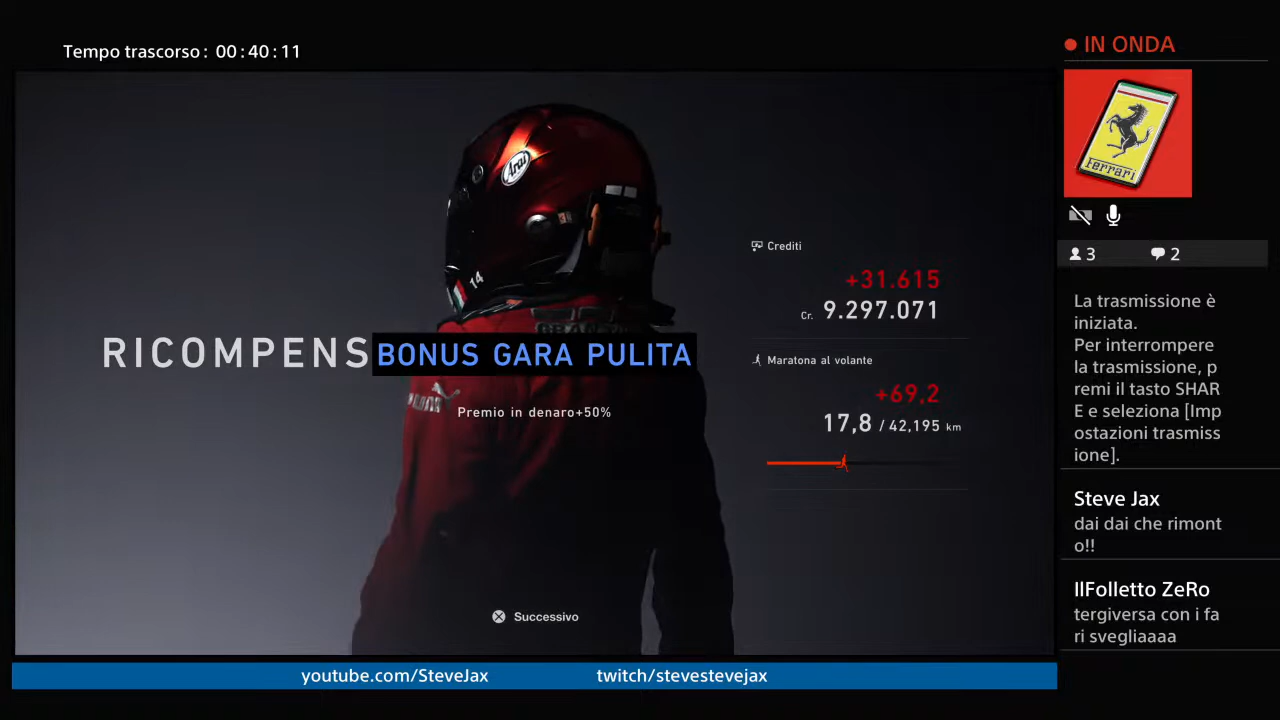 Tempo trascorso: 00:40:11
IN ONDA
Ferrari
3
2
Arai
14
Crediti
+31.615
Cr. 9.297.071
RICOMPENS
BONUS GARA PULITA
Premio in denaro+50%
Maratona al volante
+69,2
17,8 / 42,195 km
Successivo
La trasmissione è
iniziata.
Per interrompere
la trasmissione, p
remi il tasto SHAR
E e seleziona [Imp
ostazioni trasmiss
ione].
Steve Jax
dai dai che rimont
o!!
IlFolletto ZeRo
tergiversa con i fa
ri svegliaaaa
youtube.com/SteveJax
twitch/stevestevejax